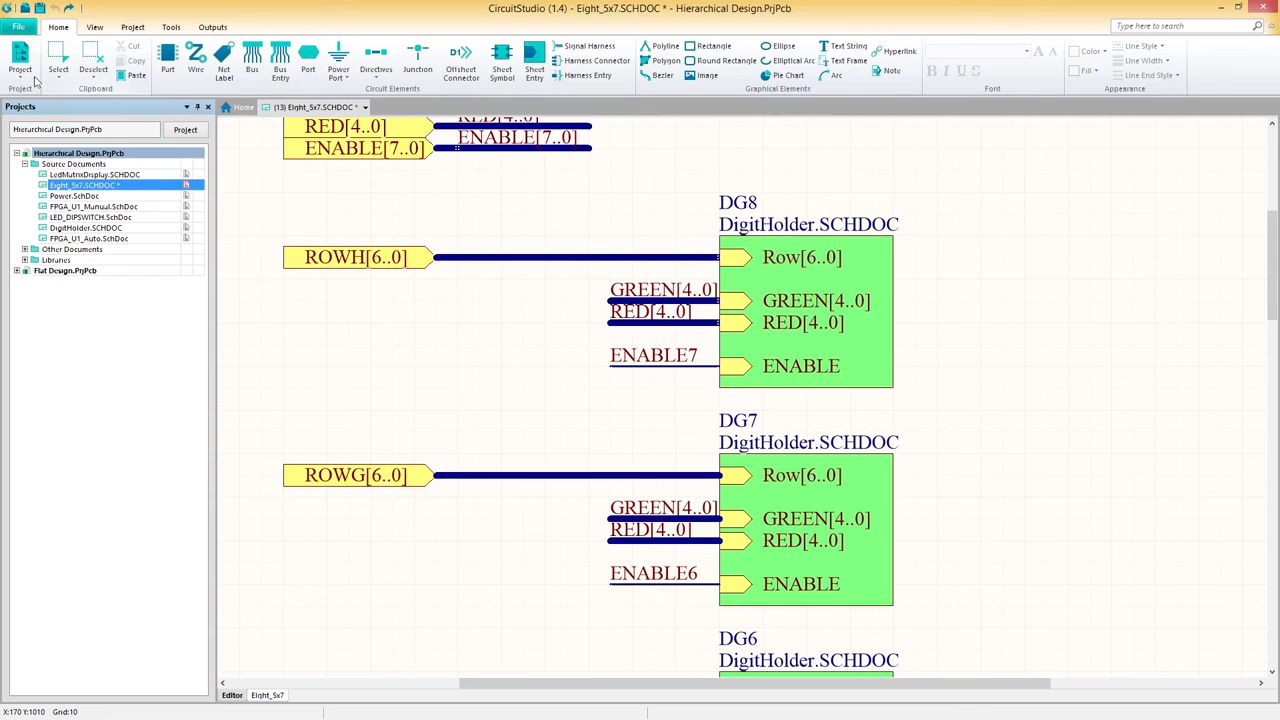 CircuitStudio (1.4) - Eight_5x7.SCHDOC * - Hierarchical Design.PrjPcb
File Home View Project Tools Outputs
Type here to search
Project Select Deselect Cut Copy Paste
Part Wire Net Label Bus Bus Entry Port Power Port Directives Offsheet Connector Sheet Symbol Sheet Entry
Signal Harness Harness Connector Harness Entry
Polyline Rectangle Ellipse Text String Hyperlink
Polygon Round Rectangle Elliptical Arc Text Frame Note
Bezier Image Pie Chart Arc
B I U S
Color Fill Line Style Line Width Line End Style
Project Clipboard Circuit Elements Graphical Elements Font Appearance
Projects
Home (13) Eight_5x7.SCHDOC *
Hierarchical Design.PrjPcb Project
Hierarchical Design.PrjPcb
Source Documents
LedMatrixDisplay.SCHDOC
Eight_5x7.SCHDOC *
Power.SchDoc
FPGA_U1_Manual.SchDoc
LED_DIPSWITCH.SchDoc
DigitHolder.SCHDOC
FPGA_U1_Auto.SchDoc
Other Documents
Libraries
Flat Design.PrjPcb
RED[4..0] RED[4..0]
ENABLE[7..0] ENABLE[7..0]
DG8
DigitHolder.SCHDOC
ROWH[6..0] Row[6..0]
GREEN[4..0] GREEN[4..0]
RED[4..0] RED[4..0]
ENABLE7 ENABLE
DG7
DigitHolder.SCHDOC
ROWG[6..0] Row[6..0]
GREEN[4..0] GREEN[4..0]
RED[4..0] RED[4..0]
ENABLE6 ENABLE
DG6
DigitHolder.SCHDOC
Editor Eight_5x7
X:170 Y:1010 Grid:10